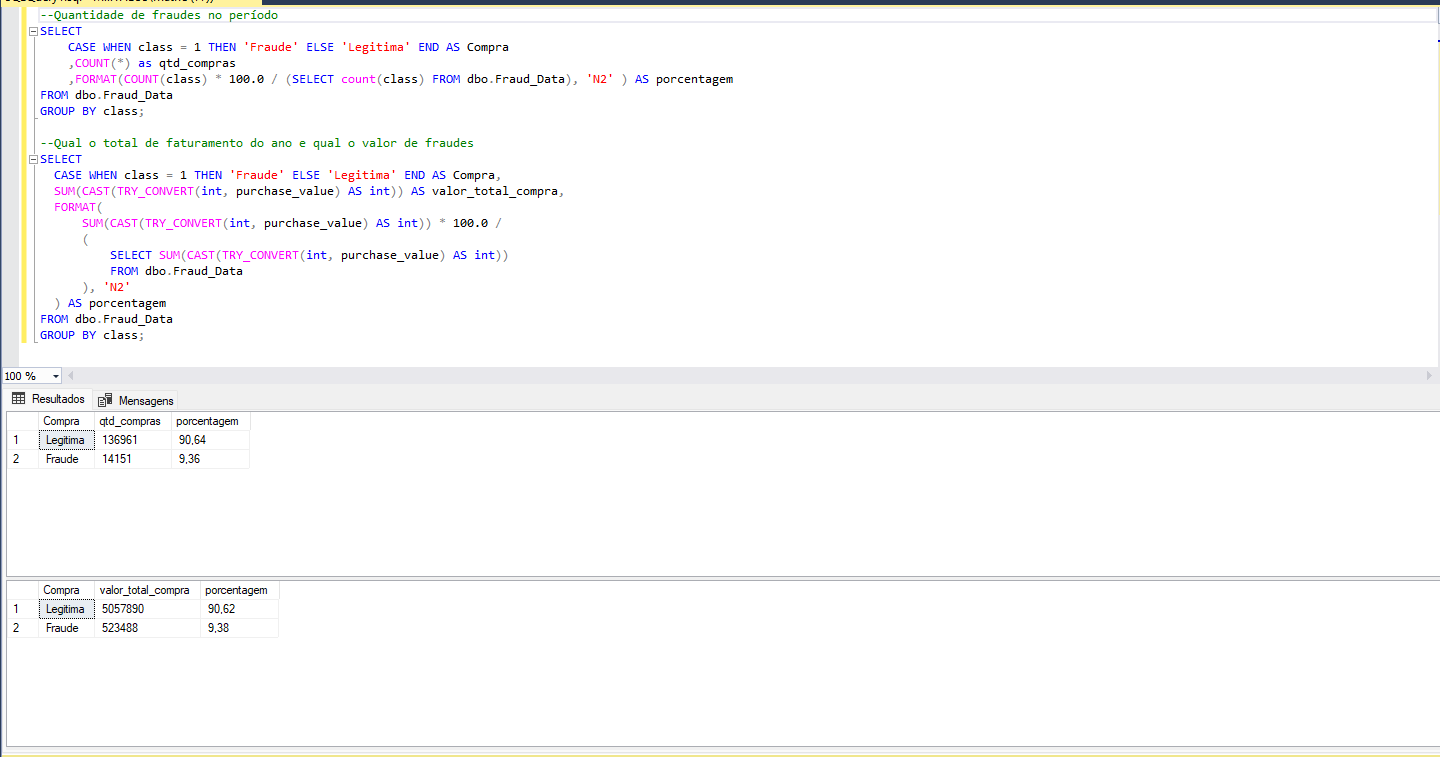 --Quantidade de fraudes no período
SELECT
CASE WHEN class = 1 THEN 'Fraude' ELSE 'Legitima' END AS Compra
,COUNT(*) as qtd_compras
,FORMAT(COUNT(class) * 100.0 / (SELECT count(class) FROM dbo.Fraud_Data), 'N2' ) AS porcentagem
FROM dbo.Fraud_Data
GROUP BY class;
--Qual o total de faturamento do ano e qual o valor de fraudes
SELECT
CASE WHEN class = 1 THEN 'Fraude' ELSE 'Legitima' END AS Compra,
SUM(CAST(TRY_CONVERT(int, purchase_value) AS int)) AS valor_total_compra,
FORMAT(
SUM(CAST(TRY_CONVERT(int, purchase_value) AS int)) * 100.0 /
(
SELECT SUM(CAST(TRY_CONVERT(int, purchase_value) AS int))
FROM dbo.Fraud_Data
), 'N2'
) AS porcentagem
FROM dbo.Fraud_Data
GROUP BY class;
100 %
Resultados Mensagens
Compra qtd_compras porcentagem
1 Legitima 136961 90,64
2 Fraude 14151 9,36
Compra valor_total_compra porcentagem
1 Legitima 5057890 90,62
2 Fraude 523488 9,38